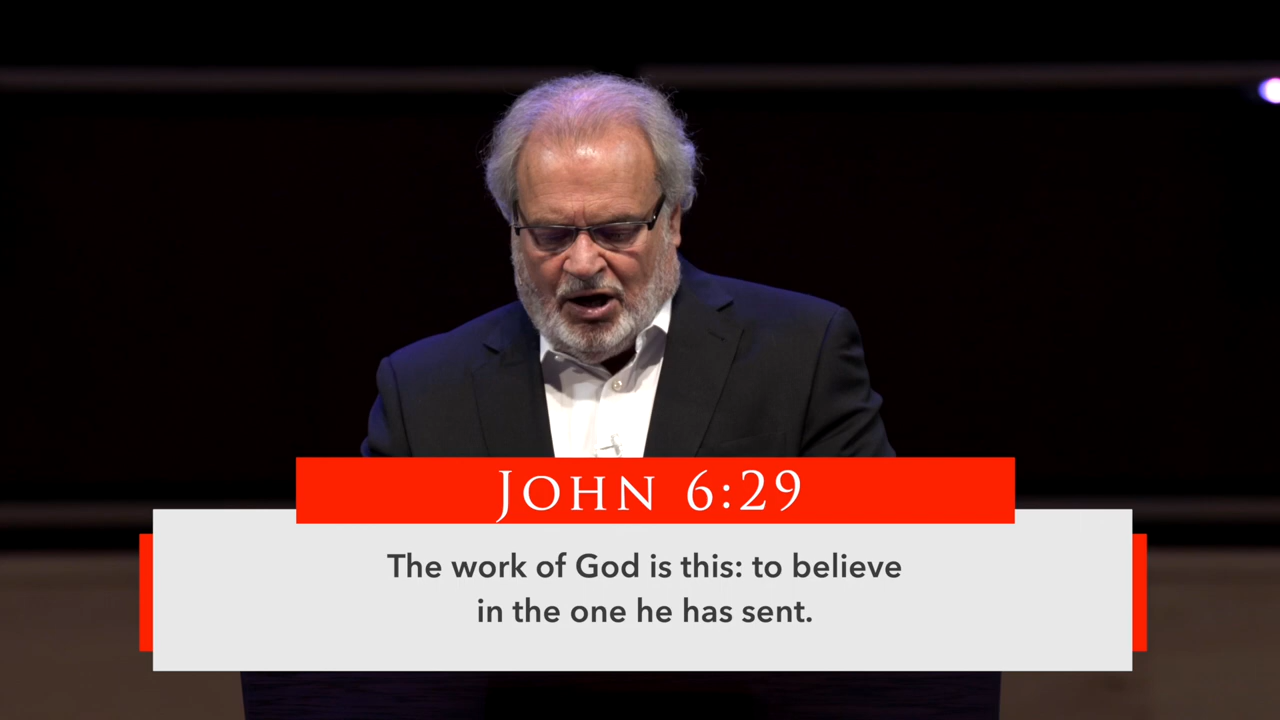 JOHN 6:29
The work of God is this: to believe
in the one he has sent.